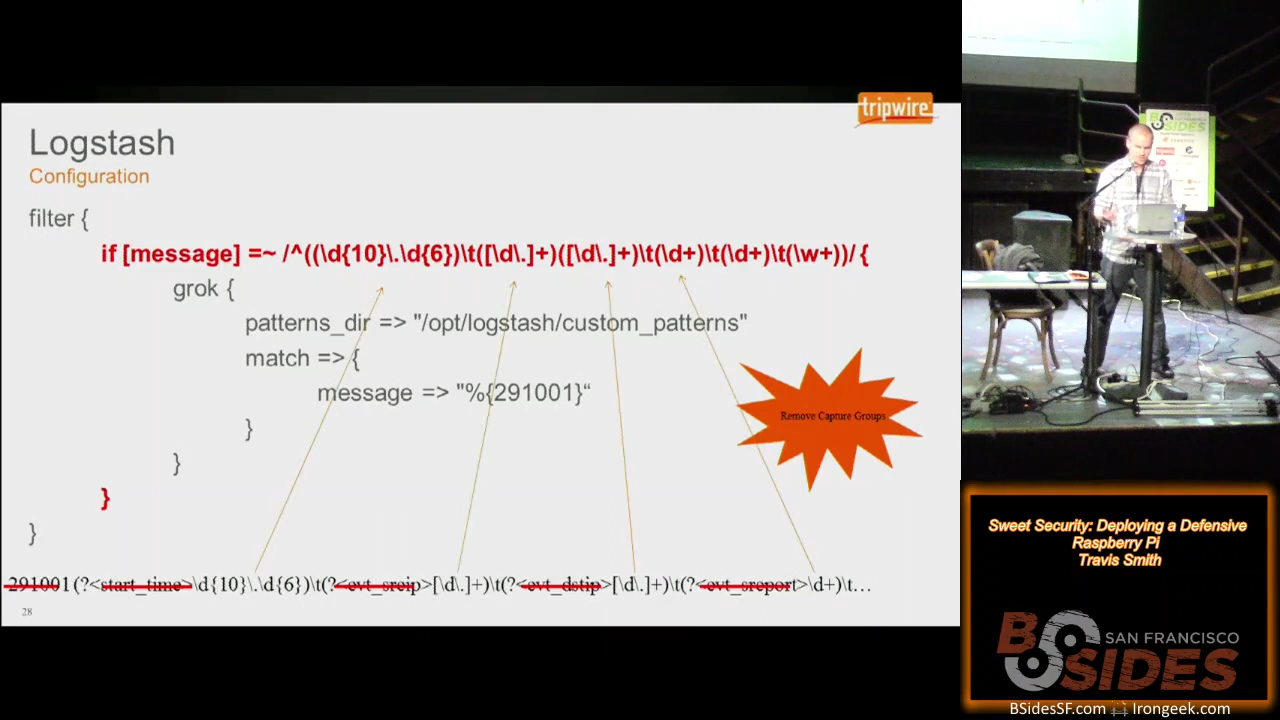 tripwire
Logstash
Configuration
filter {
if [message] =~ /^((\d{10}\.\d{6})\t([\d\.]+)([\d\.]+)\t(\d+)\t(\d+)\t(\w+))/ {
grok {
patterns_dir => "/opt/logstash/custom_patterns"
match => {
message => "%{291001}“
}
}
}
}
Remove Capture Groups
291001 (?<start_time>\d{10}\.\d{6})\t(?<evt_srcip>[\d\.]+)\t(?<evt_dstip>[\d\.]+)\t(?<evt_srcport>\d+)\t…
28
BSIDES
Sweet Security: Deploying a Defensive
Raspberry Pi
Travis Smith
BSIDES
SAN FRANCISCO
BSidesSF.com
Irongeek.com